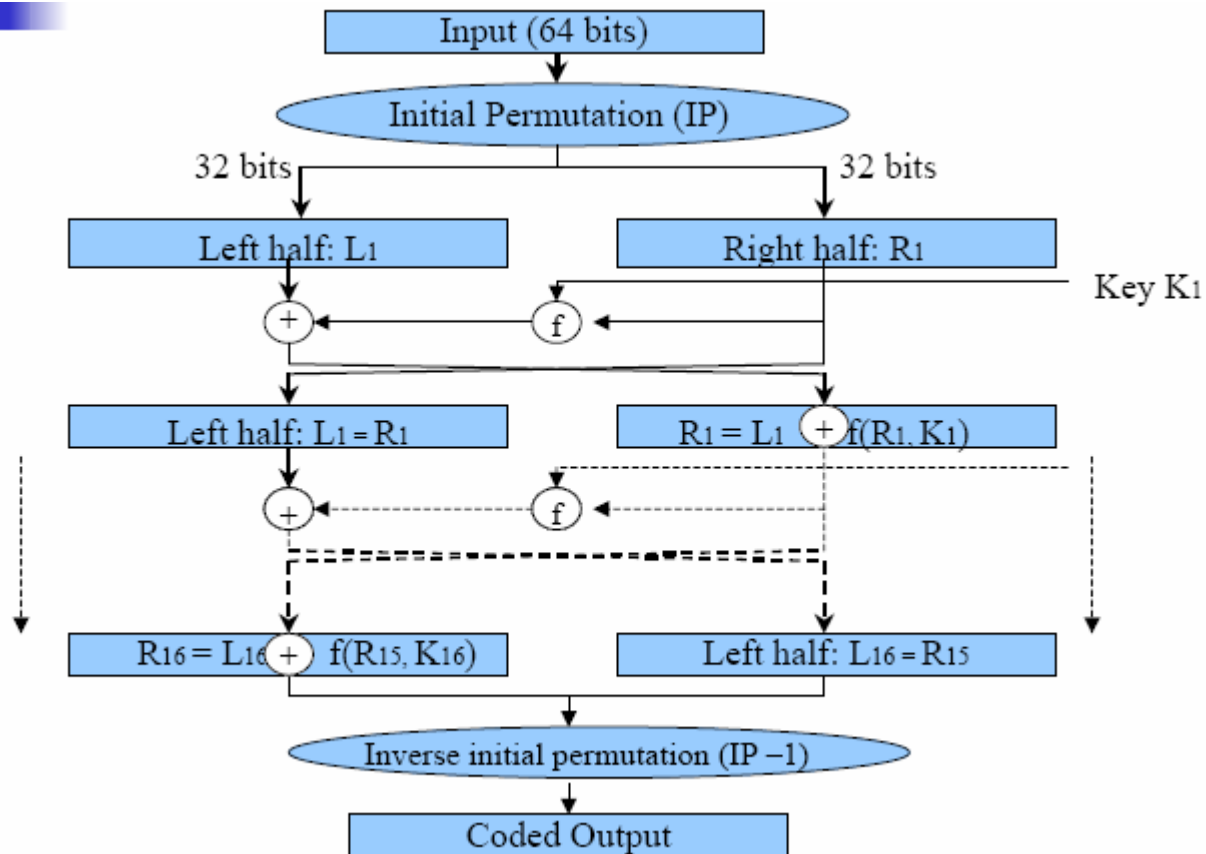 Input (64 bits)
Initial Permutation (IP)
32 bits
32 bits
Left half: L1
Right half: R1
Key K1
+
f
Left half: L1 = R1
R1 = L1 + f(R1, K1)
+
f
R16 = L16 + f(R15, K16)
Left half: L16 = R15
Inverse initial permutation (IP –1)
Coded Output